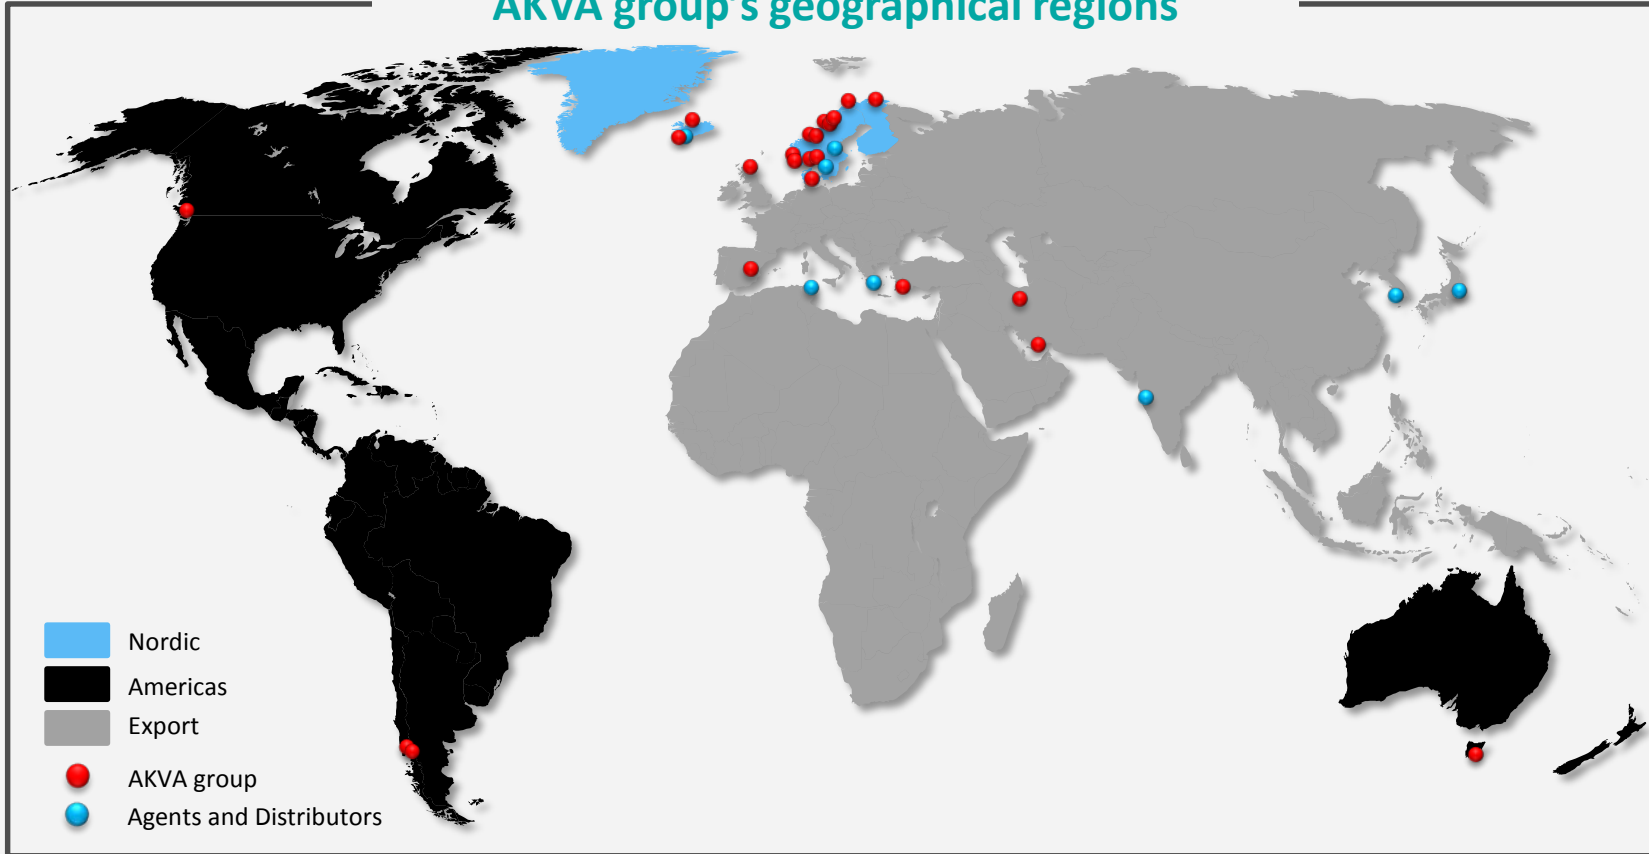 AKVA group's geographical regions
Nordic
Americas
Export
AKVA group
Agents and Distributors